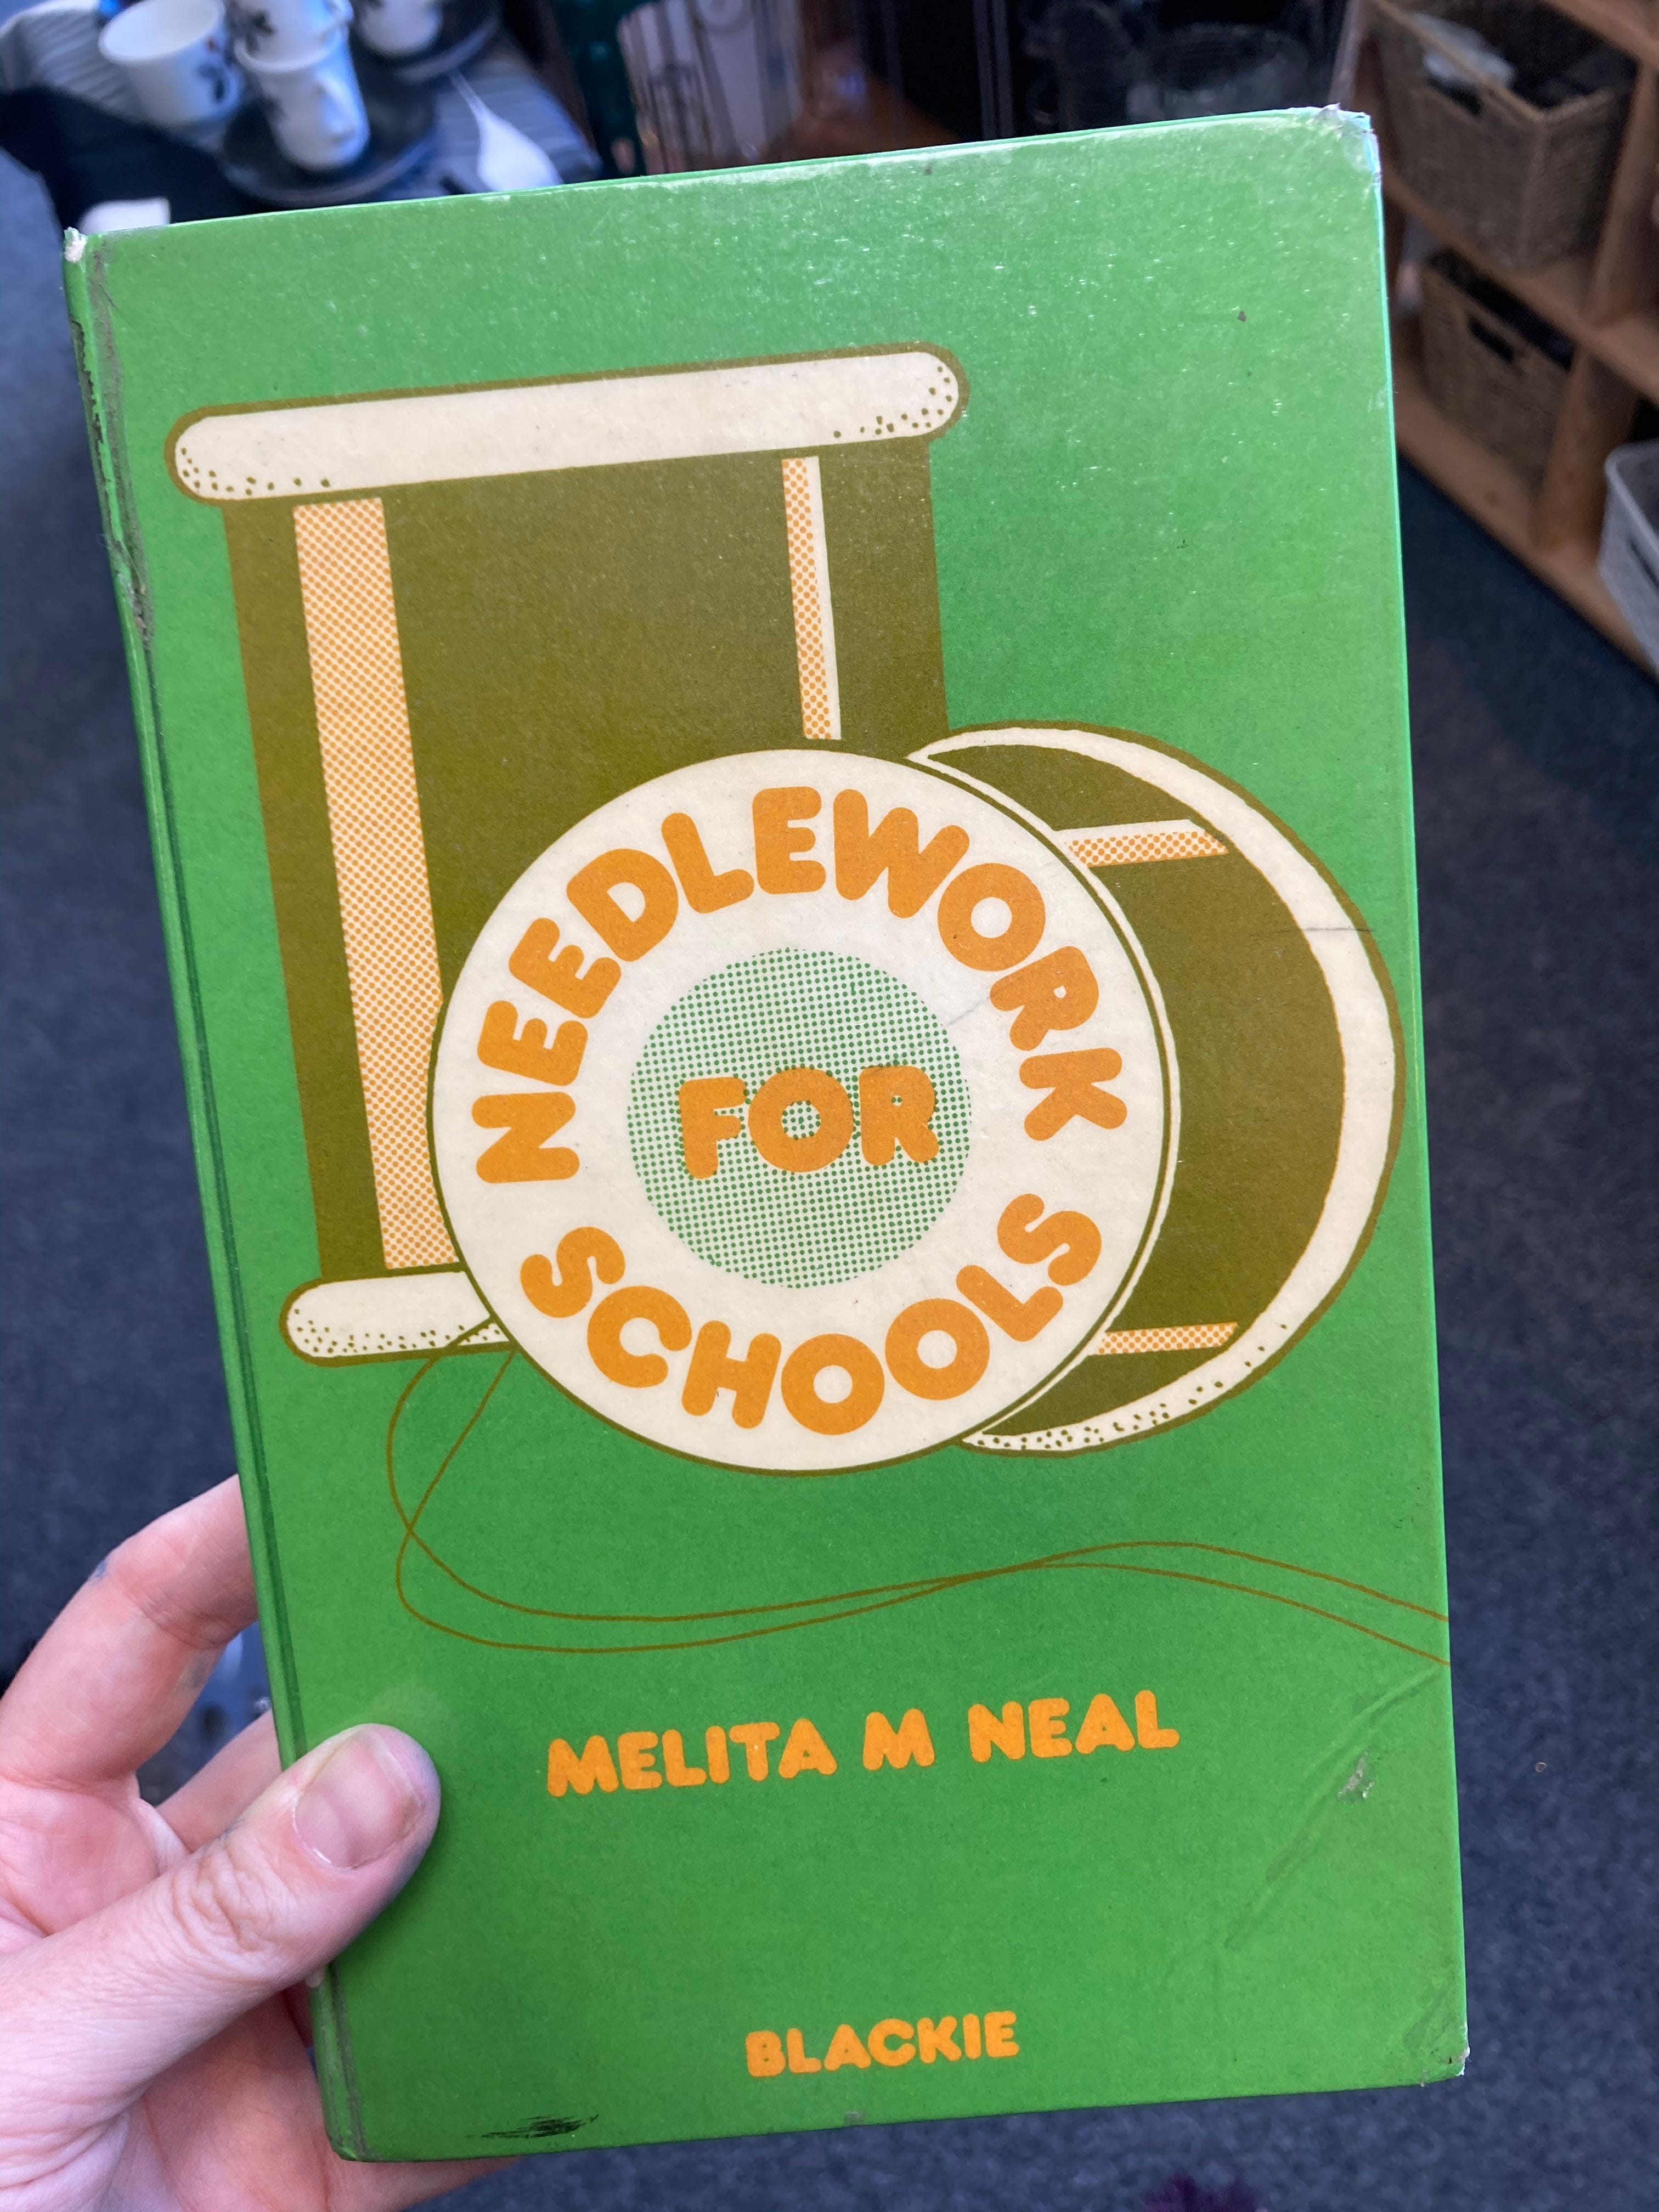 NEEDLEWORK
FOR
SCHOOLS
MELITA M NEAL
BLACKIE